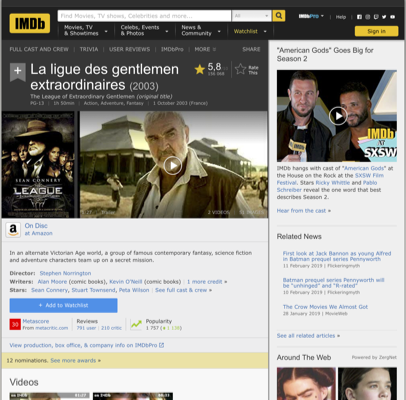 IMDb
Find Movies, TV shows, Celebrities and more...
All
IMDbPro
Help
Movies, TV & Showtimes
Celebs, Events & Photos
News & Community
Watchlist
Sign in
FULL CAST AND CREW | TRIVIA | USER REVIEWS | IMDbPro | MORE
SHARE
La ligue des gentlemen extraordinaires (2003)
5,8
Rate This
The League of Extraordinary Gentlemen (original title)
PG-13 | 1h 50min | Action, Adventure, Fantasy | 1 October 2003 (France)
SEAN CONNERY
LEAGUE
2 VIDEOS
On Disc
at Amazon
In an alternate Victorian Age world, a group of famous contemporary fantasy, science fiction and adventure characters team up on a secret mission.
Director: Stephen Norrington
Writers: Alan Moore (comic books), Kevin O'Neill (comic books) | 1 more credit »
Stars: Sean Connery, Stuart Townsend, Peta Wilson | See full cast & crew »
+ Add to Watchlist
30
Metascore
From metacritic.com
Reviews
791 user | 210 critic
Popularity
1 757
View production, box office, & company info on IMDbPro
12 nominations. See more awards »
Videos
"American Gods" Goes Big for Season 2
IMDb
SXSW
IMDb hangs with cast of "American Gods" at the House on the Rock at the SXSW Film Festival. Stars Ricky Whittle and Pablo Schreiber reveal the one word that best describes Season 2.
Hear from the cast »
Related News
First look at Jack Bannon as young Alfred in Batman prequel series Pennyworth
11 February 2019 | Flickeringmyth
Batman prequel series Pennyworth will be "unhinged" and "R-rated"
10 February 2019 | Flickeringmyth
The Crow Movies We Almost Got
28 January 2019 | MovieWeb
See all related articles »
Around The Web
Powered by ZergNet